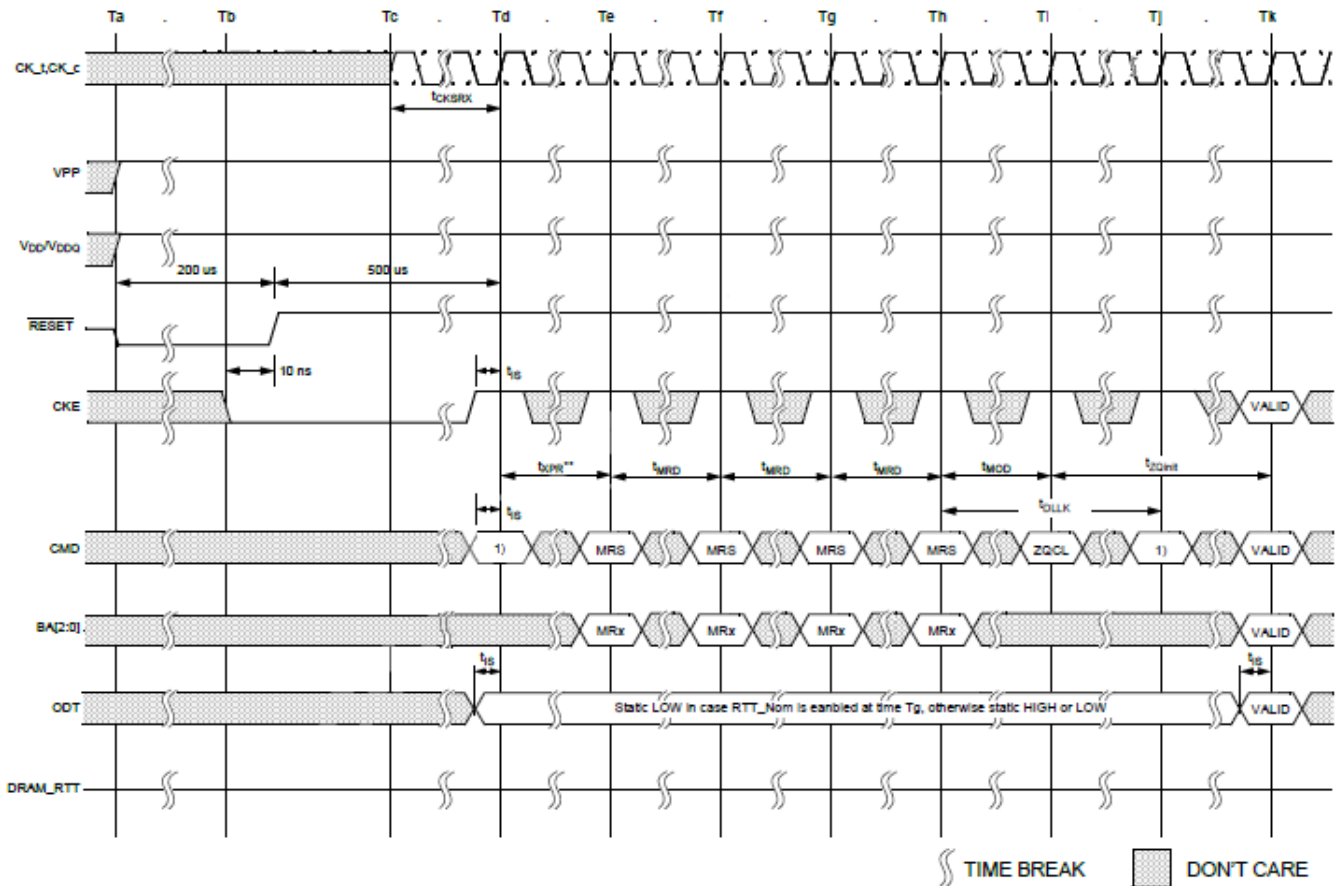 Ta . Tb Tc . Td . Te . Tf . Tg . Th . Ti . Tj . Tk
CK_t,CK_c
tCKSRX
VPP
VDD/VDDQ
200 us 500 us
RESET
10 ns tIS
CKE VALID
tXPR** tMRD tMRD tMRD tMOD tZQinit
tIS tDLLK
CMD 1) MRS MRS MRS MRS ZQCL 1) VALID
BA[2:0] MRx MRx MRx MRx VALID
tIS tIS
ODT Static LOW in case RTT_Nom is eanbled at time Tg, otherwise static HIGH or LOW VALID
DRAM_RTT
TIME BREAK DON'T CARE